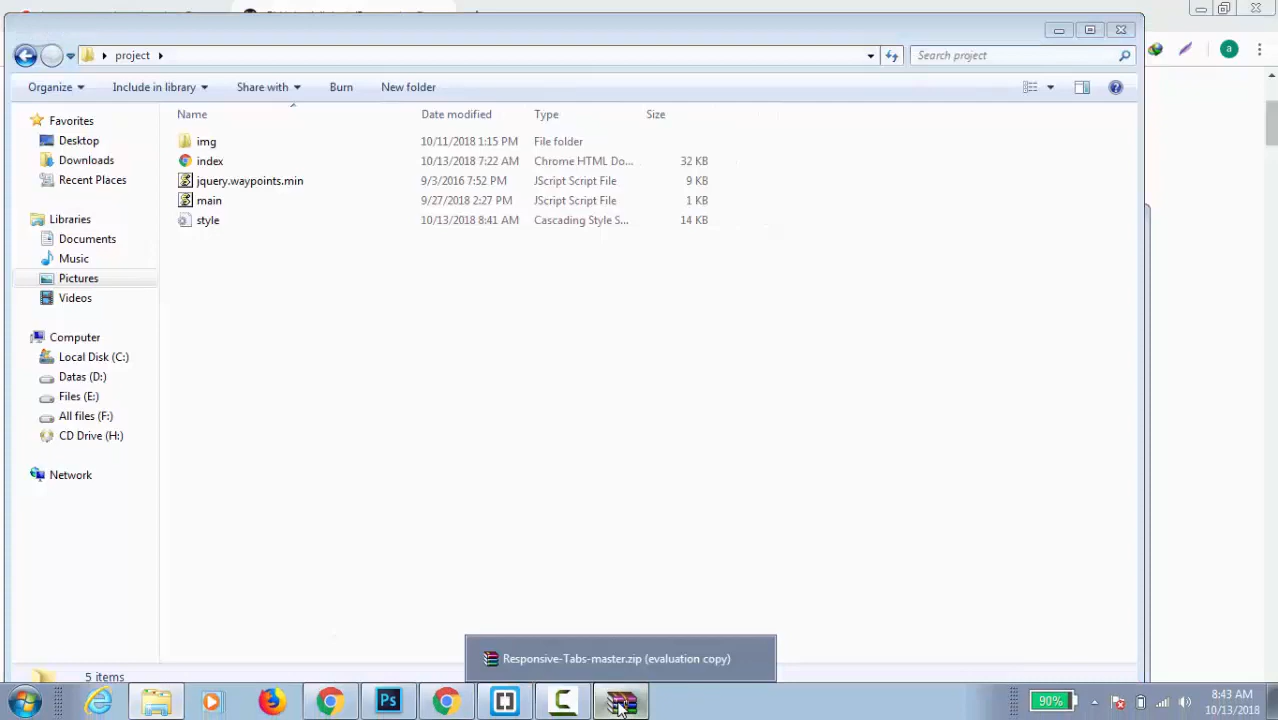 project
Search project
Organize
Include in library
Share with
Burn
New folder
Name
Date modified
Type
Size
Favorites
Desktop
Downloads
Recent Places
Libraries
Documents
Music
Pictures
Videos
Computer
Local Disk (C:)
Datas (D:)
Files (E:)
All files (F:)
CD Drive (H:)
Network
img 10/11/2018 1:15 PM File folder
index 10/13/2018 7:22 AM Chrome HTML Do... 32 KB
jquery.waypoints.min 9/3/2016 7:52 PM JScript Script File 9 KB
main 9/27/2018 2:27 PM JScript Script File 1 KB
style 10/13/2018 8:41 AM Cascading Style S... 14 KB
Responsive-Tabs-master.zip (evaluation copy)
5 items
Ps
90%
8:43 AM
10/13/2018
a